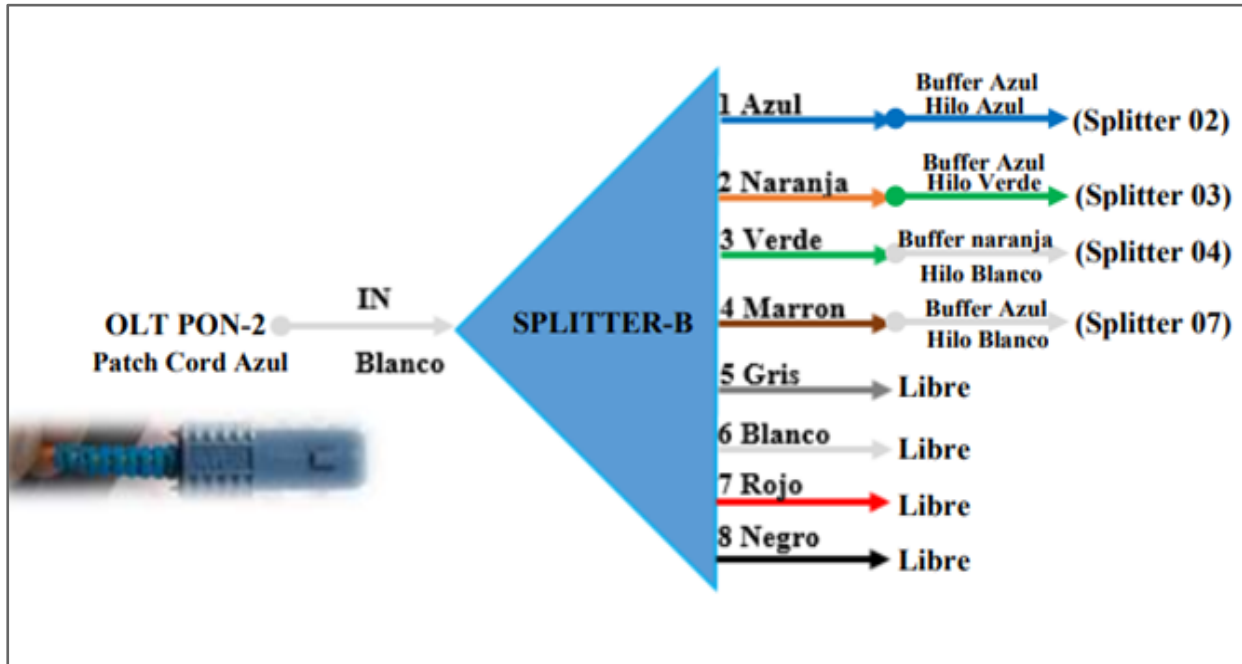 OLT PON-2
Patch Cord Azul
IN
Blanco
SPLITTER-B
1 Azul
Buffer Azul
Hilo Azul
(Splitter 02)
2 Naranja
Buffer Azul
Hilo Verde
(Splitter 03)
3 Verde
Buffer naranja
Hilo Blanco
(Splitter 04)
4 Marron
Buffer Azul
Hilo Blanco
(Splitter 07)
5 Gris
Libre
6 Blanco
Libre
7 Rojo
Libre
8 Negro
Libre